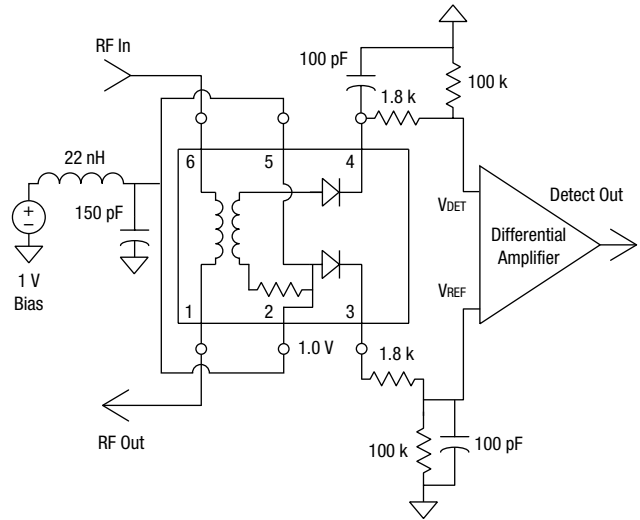 RF In
100 pF
1.8 k
100 k
22 nH
6
5
4
150 pF
VDET
Detect Out
Differential
Amplifier
1 V
Bias
VREF
1
2
3
1.0 V
1.8 k
RF Out
100 k
100 pF